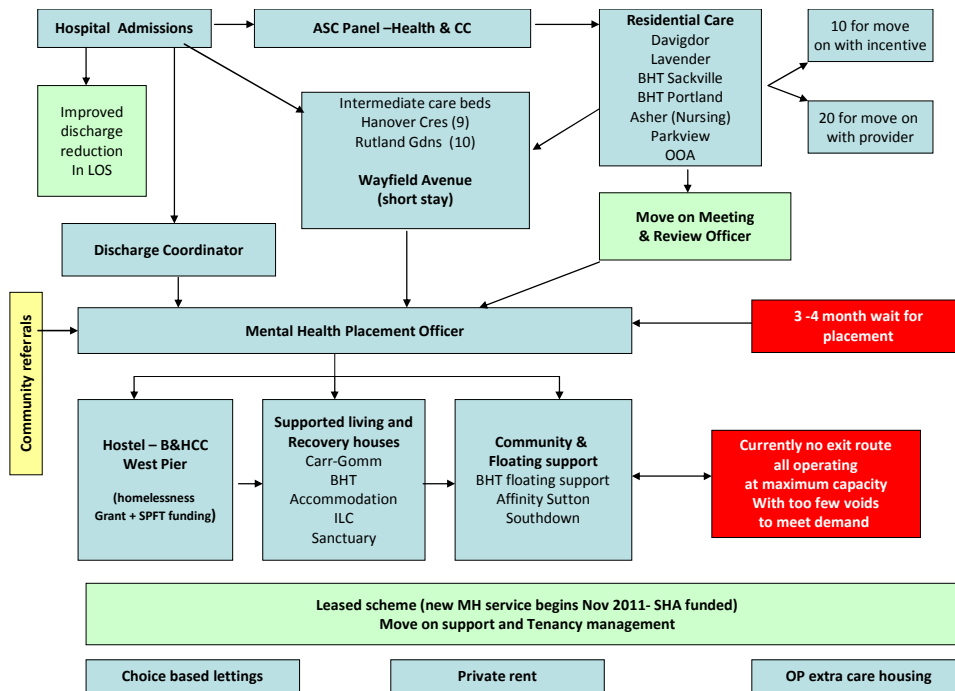 Hospital Admissions
ASC Panel –Health & CC
Residential Care
Davigdor
Lavender
BHT Sackville
BHT Portland
Asher (Nursing)
Parkview
OOA
10 for move
on with incentive
20 for move on
with provider
Improved
discharge
reduction
In LOS
Intermediate care beds
Hanover Cres (9)
Rutland Gdns (10)
Wayfield Avenue
(short stay)
Move on Meeting
& Review Officer
Discharge Coordinator
Community referrals
Mental Health Placement Officer
3 -4 month wait for
placement
Hostel – B&HCC
West Pier
(homelessness
Grant + SPFT funding)
Supported living and
Recovery houses
Carr-Gomm
BHT
Accommodation
ILC
Sanctuary
Community &
Floating support
BHT floating support
Affinity Sutton
Southdown
Currently no exit route
all operating
at maximum capacity
With too few voids
to meet demand
Leased scheme (new MH service begins Nov 2011- SHA funded)
Move on support and Tenancy management
Choice based lettings
Private rent
OP extra care housing